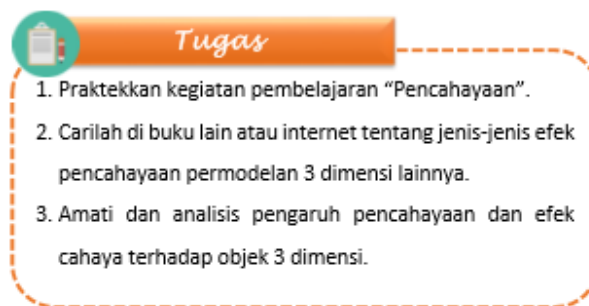 Tugas
1. Praktekkan kegiatan pembelajaran “Pencahayaan”.
2. Carilah di buku lain atau internet tentang jenis-jenis efek
pencahayaan permodelan 3 dimensi lainnya.
3. Amati dan analisis pengaruh pencahayaan dan efek
cahaya terhadap objek 3 dimensi.